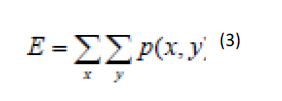 E = ∑∑ p(x, y) (3)
x y